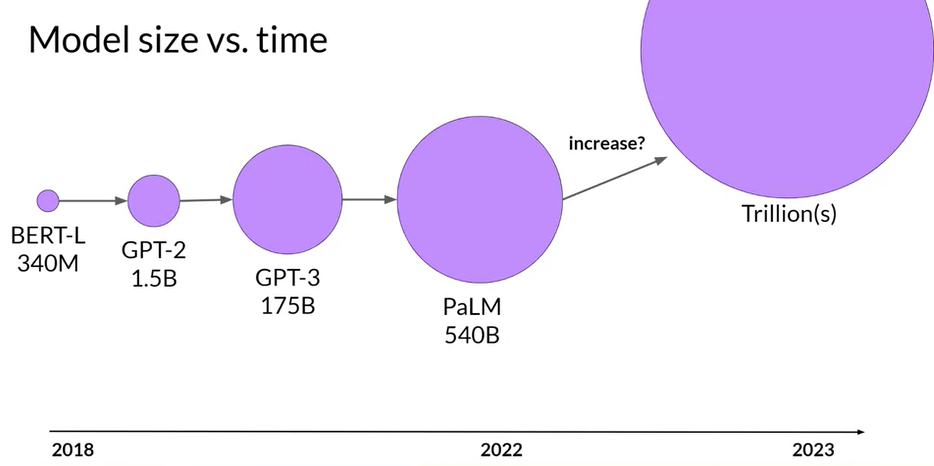 Model size vs. time
increase?
BERT-L
340M
GPT-2
1.5B
GPT-3
175B
PaLM
540B
Trillion(s)
2018
2022
2023